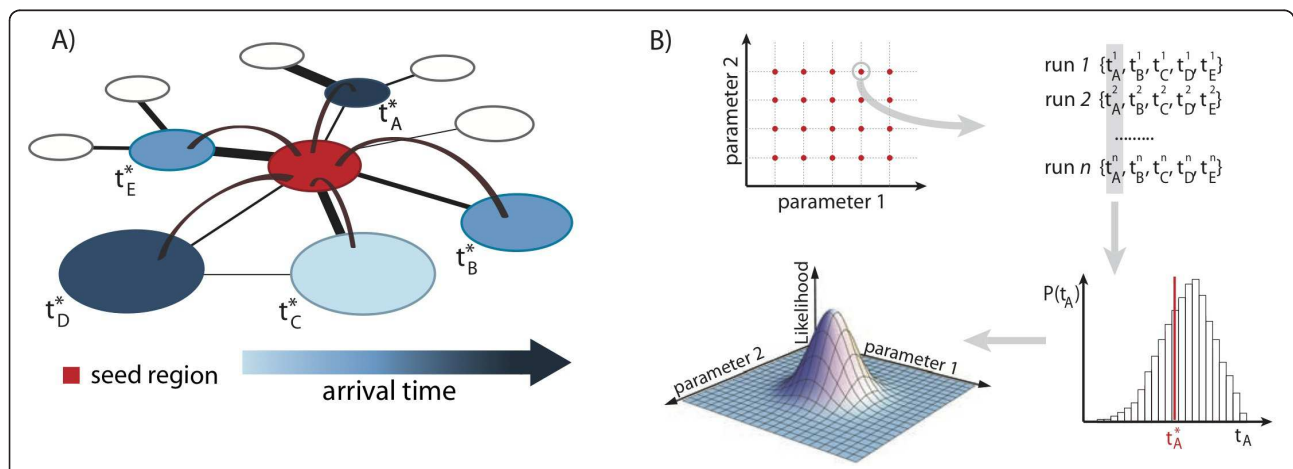 A)
t*A
t*E
t*B
t*D
t*C
seed region
arrival time
B)
parameter 2
parameter 1
run 1 {t¹A, t¹B, t¹C, t¹D, t¹E}
run 2 {t²A, t²B, t²C, t²D, t²E}
.........
run n {tⁿA, tⁿB, tⁿC, tⁿD, tⁿE}
Likelihood
parameter 2
parameter 1
P(tA)
t*A
tA